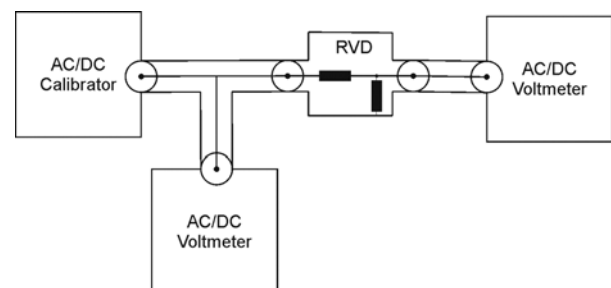 AC/DC
Calibrator
RVD
AC/DC
Voltmeter
AC/DC
Voltmeter